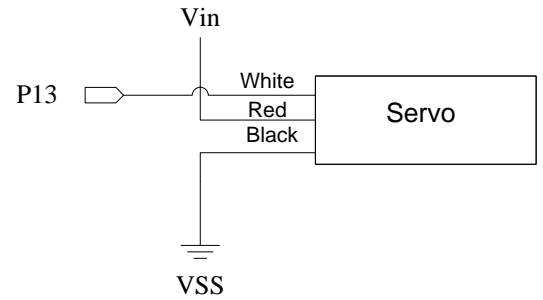 Vin
White
P13
Red
Servo
Black
VSS